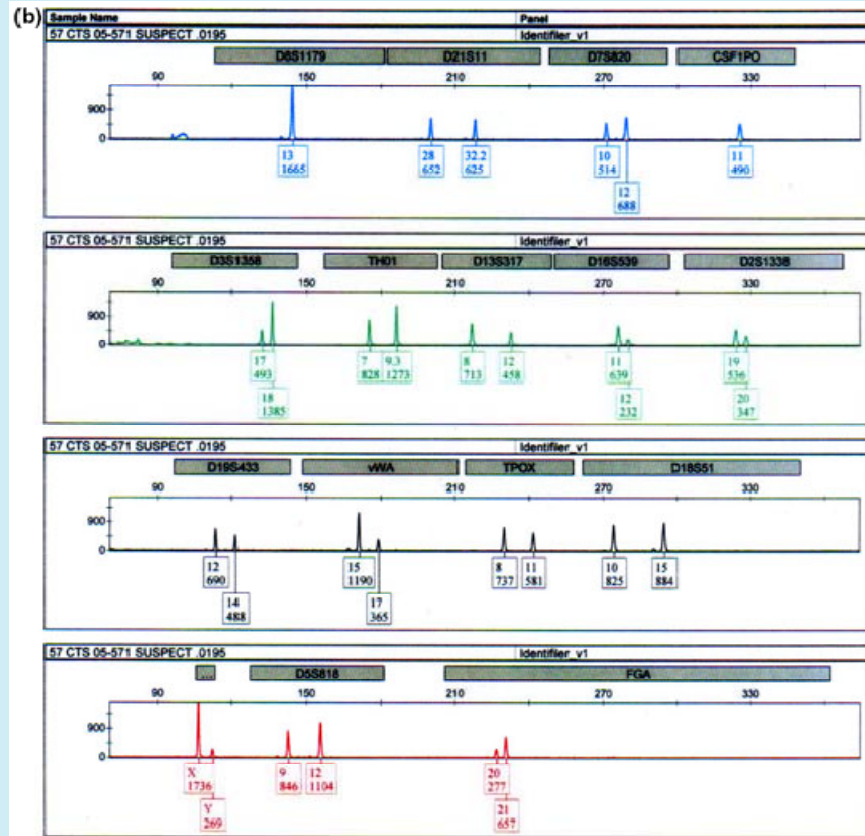 (b)
Sample Name Panel
57 CTS 05-571 SUSPECT .0195 Identifiler_v1
D8S1179 D21S11 D7S820 CSF1PO
90 150 210 270 330
900
0
13 28 32.2 10 11
1665 652 625 514 490
12
688
57 CTS 05-571 SUSPECT .0195 Identifiler_v1
D3S1358 TH01 D13S317 D16S539 D2S1338
90 150 210 270 330
900
0
17 7 9.3 8 12 11 19
493 828 1273 713 458 639 536
18 12 20
1385 232 347
57 CTS 05-571 SUSPECT .0195 Identifiler_v1
D19S433 vWA TPOX D18S51
90 150 210 270 330
900
0
12 15 8 11 10 15
690 1190 737 581 825 884
14 17
488 365
57 CTS 05-571 SUSPECT .0195 Identifiler_v1
... D5S818 FGA
90 150 210 270 330
900
0
X 9 12 20
1736 846 1104 277
Y 21
269 657